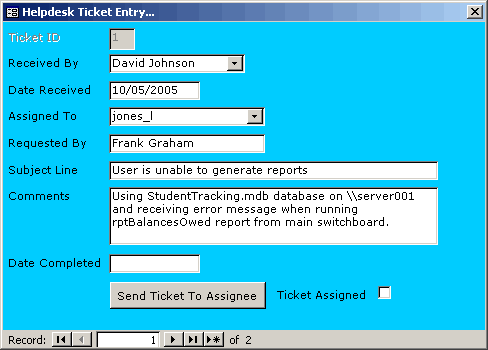 Helpdesk Ticket Entry...
Ticket ID 1
Received By David Johnson
Date Received 10/05/2005
Assigned To jones_l
Requested By Frank Graham
Subject Line User is unable to generate reports
Comments Using StudentTracking.mdb database on \\server001
and receiving error message when running
rptBalancesOwed report from main switchboard.
Date Completed
Send Ticket To Assignee Ticket Assigned
Record: 1 of 2